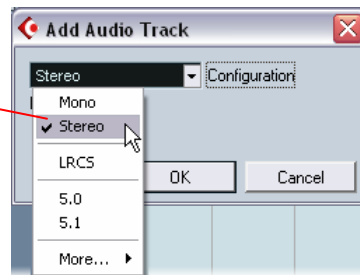 Add Audio Track
Stereo Configuration
Mono
Stereo
LRCS
5.0
5.1
More...
OK Cancel